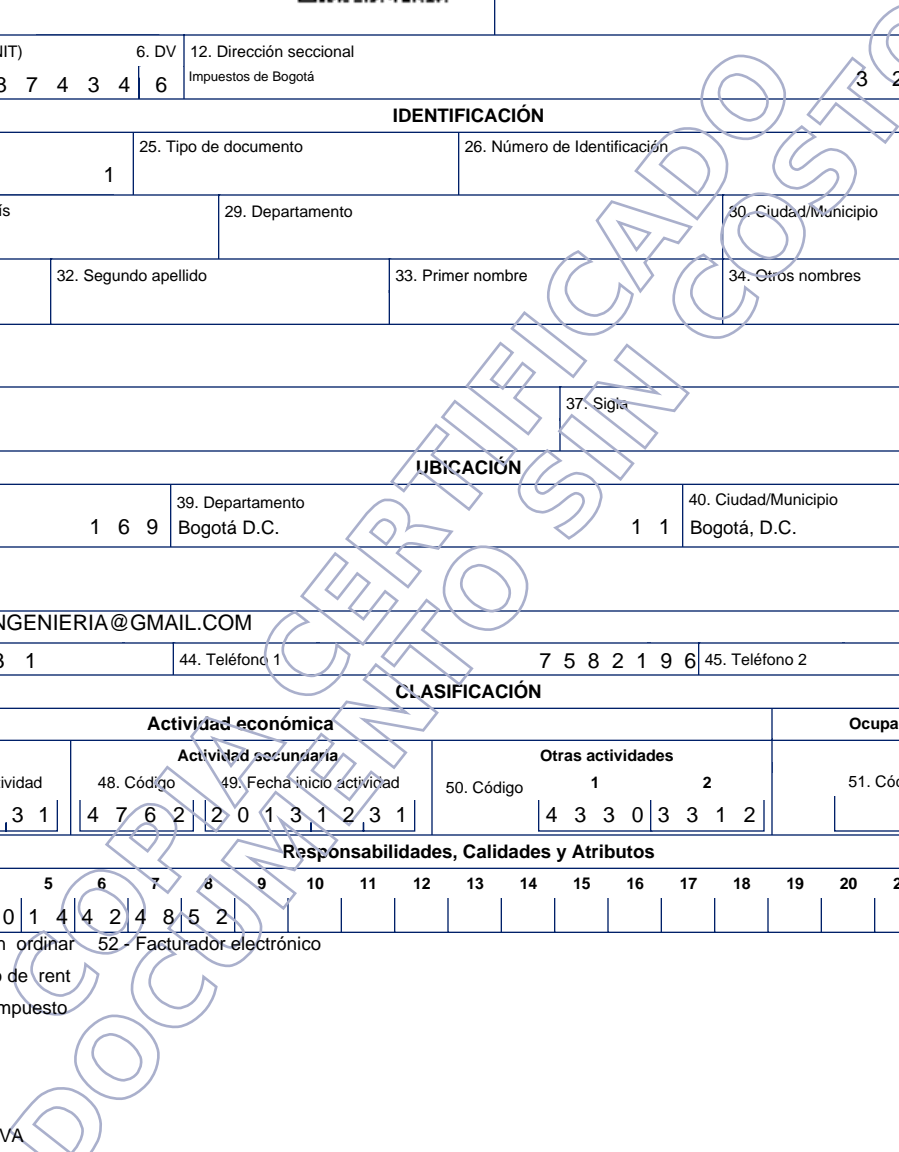 6. DV 12. Dirección seccional
7 4 3 4 6 Impuestos de Bogotá 3 2
IDENTIFICACIÓN
25. Tipo de documento 26. Número de Identificación
1
29. Departamento 30. Ciudad/Municipio
32. Segundo apellido 33. Primer nombre 34. Otros nombres
37. Sigla
UBICACIÓN
39. Departamento 40. Ciudad/Municipio
1 6 9 Bogotá D.C. 1 1 Bogotá, D.C.
NGENIERIA@GMAIL.COM
3 1 44. Teléfono 1 7 5 8 2 1 9 6 45. Teléfono 2
CLASIFICACIÓN
Actividad económica Ocupa
Actividad secundaria Otras actividades
ividad 48. Código 49. Fecha inicio actividad 50. Código 1 2 51. Cód
3 1 4 7 6 2 2 0 1 3 1 2 3 1 4 3 3 0 3 3 1 2
Responsabilidades, Calidades y Atributos
5 6 7 8 9 10 11 12 13 14 15 16 17 18 19 20 2
0 1 4 4 2 4 8 5 2
n ordinar 52 - Facturador electrónico
o de rent
mpuesto
VA
COPIA CERTIFICADO
DOCUMENTO SIN COSTO